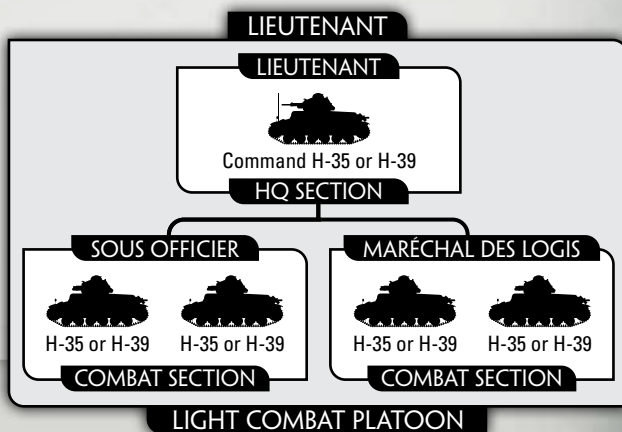 LIEUTENANT
LIEUTENANT
Command H-35 or H-39
HQ SECTION
SOUS OFFICIER
H-35 or H-39 H-35 or H-39
COMBAT SECTION
MARÉCHAL DES LOGIS
H-35 or H-39 H-35 or H-39
COMBAT SECTION
LIGHT COMBAT PLATOON